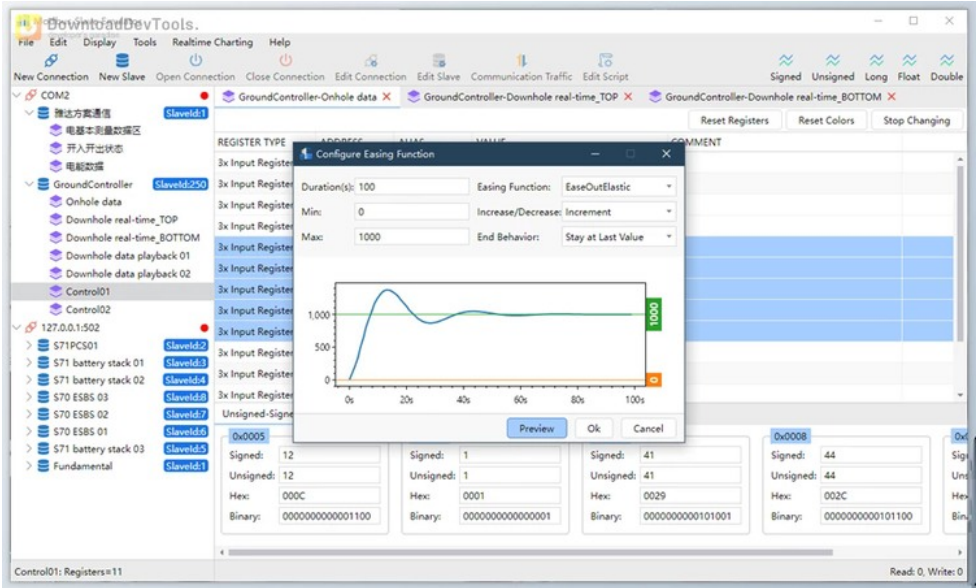 DownloadDevTools.
File Edit Display Tools Realtime Charting Help
New Connection New Slave Open Connection Close Connection Edit Connection Edit Slave Communication Traffic Edit Script Signed Unsigned Long Float Double
COM2
雅达方案通信 SlaveId:1
电基本测量数据区
开入开出状态
电能数据
GroundController SlaveId:250
Onhole data
Downhole real-time_TOP
Downhole real-time_BOTTOM
Downhole data playback 01
Downhole data playback 02
Control01
Control02
127.0.0.1:502
S71PCS01 SlaveId:2
S71 battery stack 01 SlaveId:3
S71 battery stack 02 SlaveId:4
S70 ESBS 03 SlaveId:8
S70 ESBS 02 SlaveId:7
S70 ESBS 01 SlaveId:6
S71 battery stack 03 SlaveId:5
Fundamental SlaveId:1
GroundController-Onhole data GroundController-Downhole real-time_TOP GroundController-Downhole real-time_BOTTOM
Reset Registers Reset Colors Stop Changing
REGISTER TYPE COMMENT
3x Input Register
3x Input Register
3x Input Register
3x Input Register
3x Input Register
3x Input Register
3x Input Register
3x Input Register
3x Input Register
3x Input Register
3x Input Register
3x Input Register
Configure Easing Function
Duration(s): 100 Easing Function: EaseOutElastic
Min: 0 Increase/Decrease: Increment
Max: 1000 End Behavior: Stay at Last Value
1,000
500
0
0s 20s 40s 60s 80s 100s
1000
0
Preview Ok Cancel
Unsigned-Signe
0x0005
Signed: 12
Unsigned: 12
Hex: 000C
Binary: 0000000000001100
Signed: 1
Unsigned: 1
Hex: 0001
Binary: 0000000000000001
Signed: 41
Unsigned: 41
Hex: 0029
Binary: 0000000000101001
0x0008
Signed: 44
Unsigned: 44
Hex: 002C
Binary: 0000000000101100
Control01: Registers=11
Read: 0, Write: 0